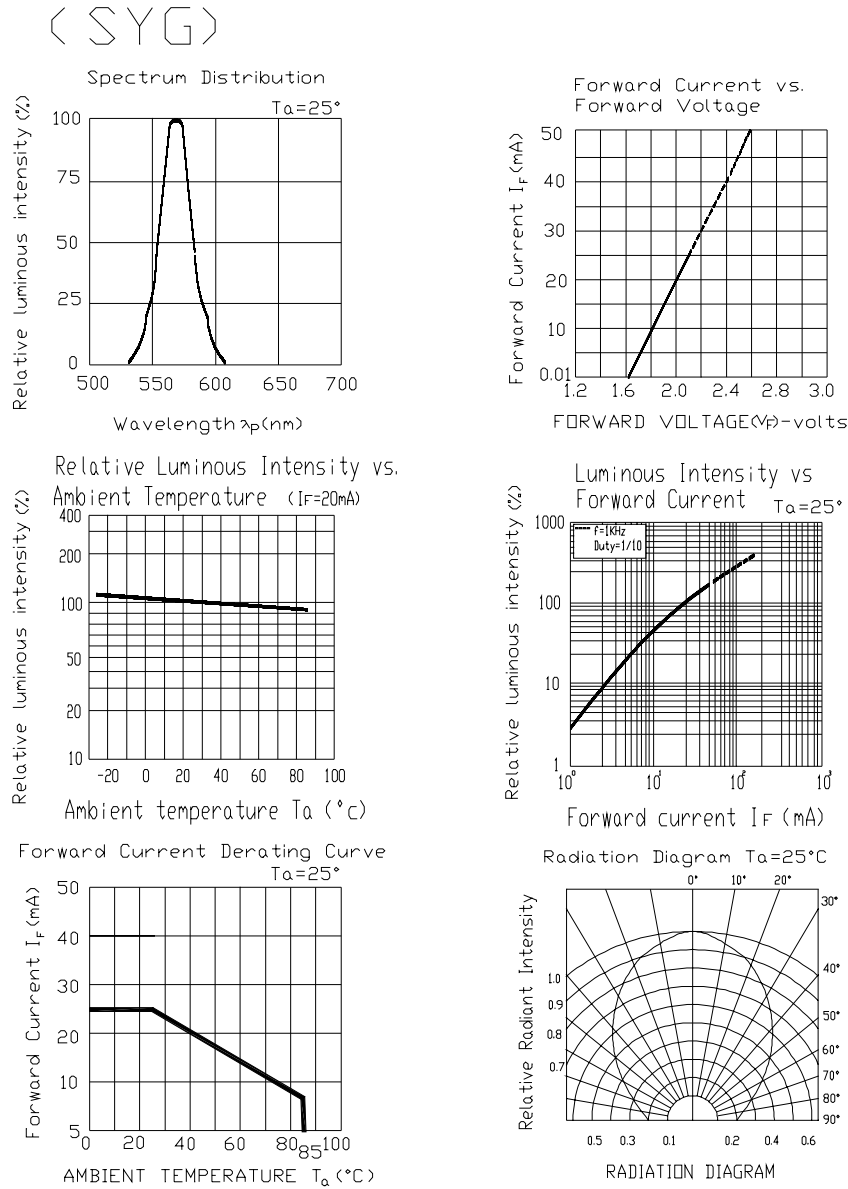 (SYG)
Spectrum Distribution
Ta=25°
Relative luminous intensity (%)
100
75
50
25
0
500 550 600 650 700
Wavelength λp(nm)
Forward Current vs.
Forward Voltage
Forward Current IF(mA)
50
40
30
20
10
0.01
1.2 1.6 2.0 2.4 2.8 3.0
FORWARD VOLTAGE(VF)-volts
Relative Luminous Intensity vs.
Ambient Temperature (IF=20mA)
Relative luminous intensity (%)
400
200
100
50
20
10
-20 0 20 40 60 80 100
Ambient temperature Ta (°C)
Luminous Intensity vs
Forward Current
Ta=25°
Relative luminous intensity (%)
f=1KHz
Duty=1/10
1000
100
10
1
10⁰ 10¹ 10² 10³
Forward current IF (mA)
Forward Current Derating Curve
Ta=25°
Forward Current IF(mA)
50
40
30
20
10
5
0 20 40 60 80 85 100
AMBIENT TEMPERATURE Ta(°C)
Radiation Diagram Ta=25°C
Relative Radiant Intensity
0° 10° 20°
30°
40°
50°
60°
70°
80°
90°
1.0
0.9
0.8
0.7
0.5 0.3 0.1 0.2 0.4 0.6
RADIATION DIAGRAM